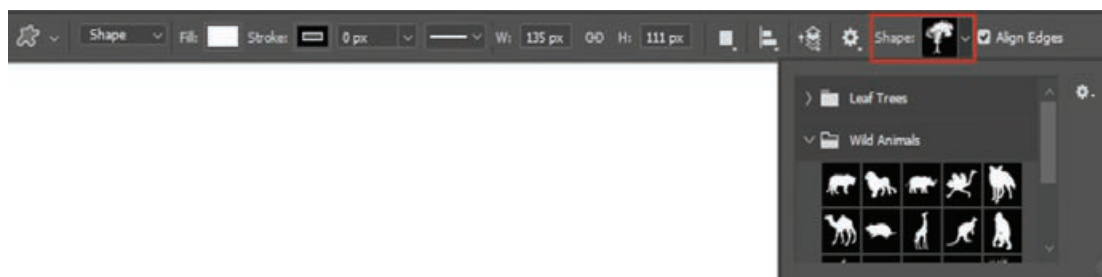 Shape Fill: Stroke: 0 px W: 135 px H: 111 px Shape: Align Edges
Leaf Trees
Wild Animals